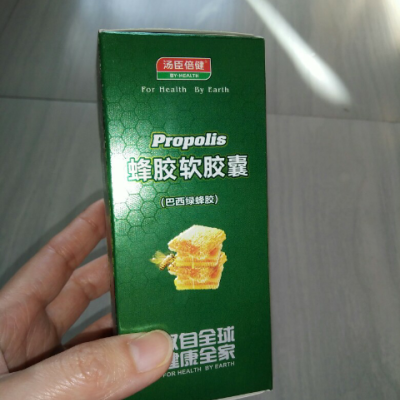 汤臣倍健
BY-HEALTH
For Health By Earth
Propolis
蜂胶软胶囊
(巴西绿蜂胶)
取自全球
健康全家
FOR HEALTH BY EARTH